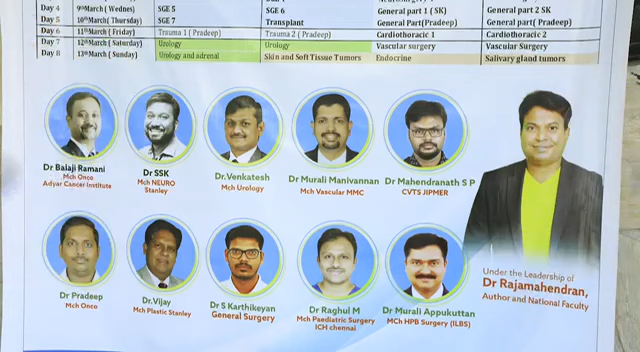 Day 4 9thMarch ( Wednes) SGE 5 General part 1 ( SK) General part 2 SK
Day 5 10thMarch( Thursday) SGE 7 Transplant General Part(Pradeep) General part( Pradeep)
Day 6 11thMarch ( Friday) Trauma 1 ( Pradeep) Trauma 2 ( Pradeep) Cardiothoracic 1 Cardiothoracic 2
Day 7 12thMarch ( Saturday) Urology Urology Vascular surgery Vascular Surgery
Day 8 13thMarch ( Sunday) Urology and adrenal Skin and Soft Tissue Tumors Endocrine Salivary gland tumors
Dr Balaji Ramani
Mch Onco
Adyar Cancer Institute
Dr SSK
Mch NEURO
Stanley
Dr.Venkatesh
Mch Urology
Dr Murali Manivannan
Mch Vascular MMC
Dr Mahendranath S P
CVTS JIPMER
Under the Leadership of
Dr Rajamahendran,
Author and National Faculty
Dr Pradeep
Mch Onco
Dr.Vijay
Mch Plastic Stanley
Dr S Karthikeyan
General Surgery
Dr Raghul M
Mch Paediatric Surgery
ICH chennai
Dr Murali Appukuttan
MCh HPB Surgery (ILBS)